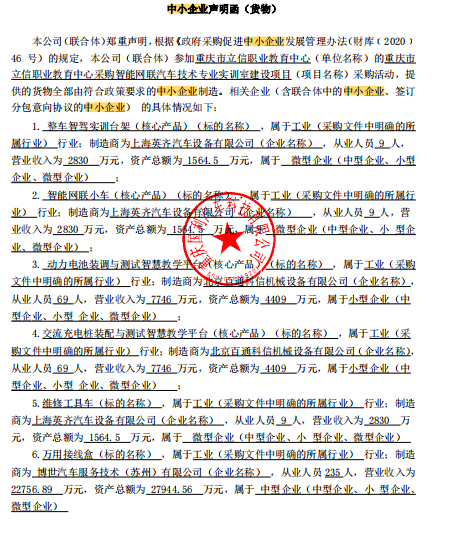 中小企业声明函（货物）
本公司（联合体）郑重声明，根据《政府采购促进中小企业发展管理办法(财库﹝2020﹞
46 号）的规定，本公司（联合体）参加重庆市立信职业教育中心（单位名称）的重庆市
立信职业教育中心采购智能网联汽车技术专业实训室建设项目（项目名称）采购活动，提
供的货物全部由符合政策要求的中小企业制造。相关企业（含联合体中的中小企业、签订
分包意向协议的中小企业） 的具体情况如下：
1. 整车智驾实训台架（核心产品）（标的名称） ，属于工业（采购文件中明确的所
属行业）行业；制造商为上海英齐汽车设备有限公司（企业名称），从业人员 9 人，
营业收入为 2830 万元，资产总额为 1564.5 万元，属于 微型企业（中型企业、小型
企业、微型企业） ；
2. 智能网联小车（核心产品）（标的名称） ，属于工业（采购文件中明确的所属行
业） 行业；制造商为上海英齐汽车设备有限公司（企业名称） ，从业人员 9 人，营
业收入为 2830 万元，资产总额为 1564.5 万元，属于 微型企业（中型企业、小型企
业、微型企业） ；
3. 动力电池装调与测试智慧教学平台（核心产品）（标的名称） ，属于工业（采购
文件中明确的所属行业） 行业；制造商为北京百通科信机械设备有限公司（企业名称），
从业人员 69 人，营业收入为 7746 万元，资产总额为 4409 万元，属于小型企业（中
型企业、小型 企业、微型企业） ；
4. 交流充电桩装配与测试智慧教学平台（核心产品）（标的名称） ，属于工业（采
购文件中明确的所属行业） 行业；制造商为北京百通科信机械设备有限公司（企业名称），
从业人员 69 人，营业收入为 7746 万元，资产总额为 4409 万元，属于小型企业（中
型企业、小型 企业、微型企业） ；
5. 维修工具车（标的名称） ，属于工业（采购文件中明确的所属行业） 行业；制造
商为上海英齐汽车设备有限公司（企业名称） ，从业人员 9 人，营业收入为 2830 万
元，资产总额为 1564.5 万元，属于 微型企业（中型企业、小 型企业、微型企业）
6. 万用接线盒（标的名称） ，属于工业（采购文件中明确的所属行业） 行业；制造
商为 博世汽车服务技术（苏州）有限公司（企业名称） ，从业人员 235 人，营业收入为
22756.89 万元，资产总额为 27944.56 万元，属于 中型企业（中型企业、小 型企业、
微型企业）